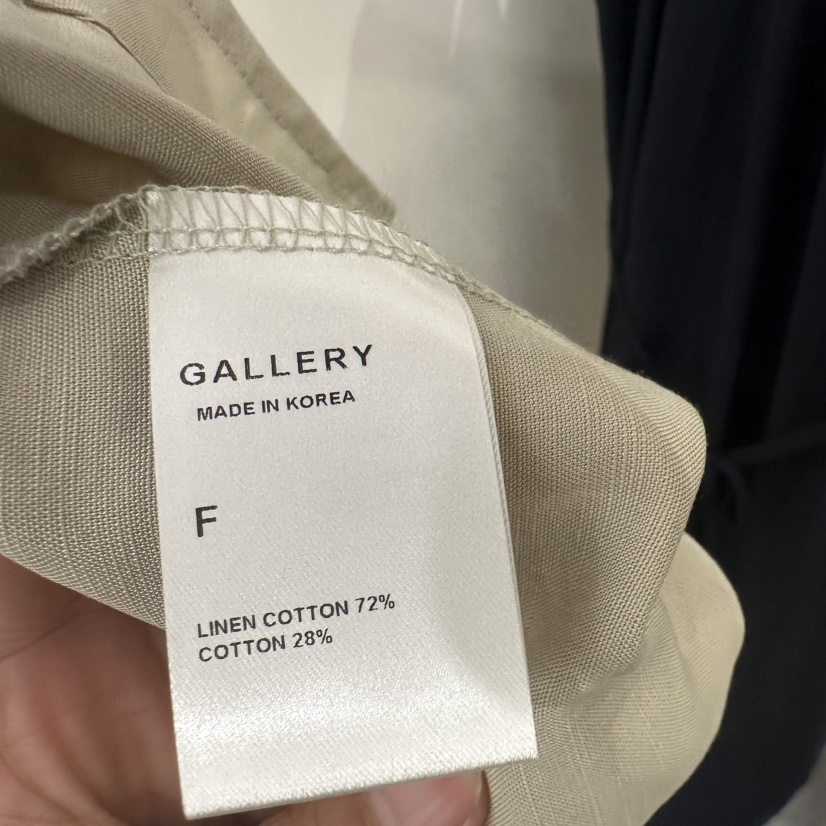 GALLERY
MADE IN KOREA
F
LINEN COTTON 72%
COTTON 28%